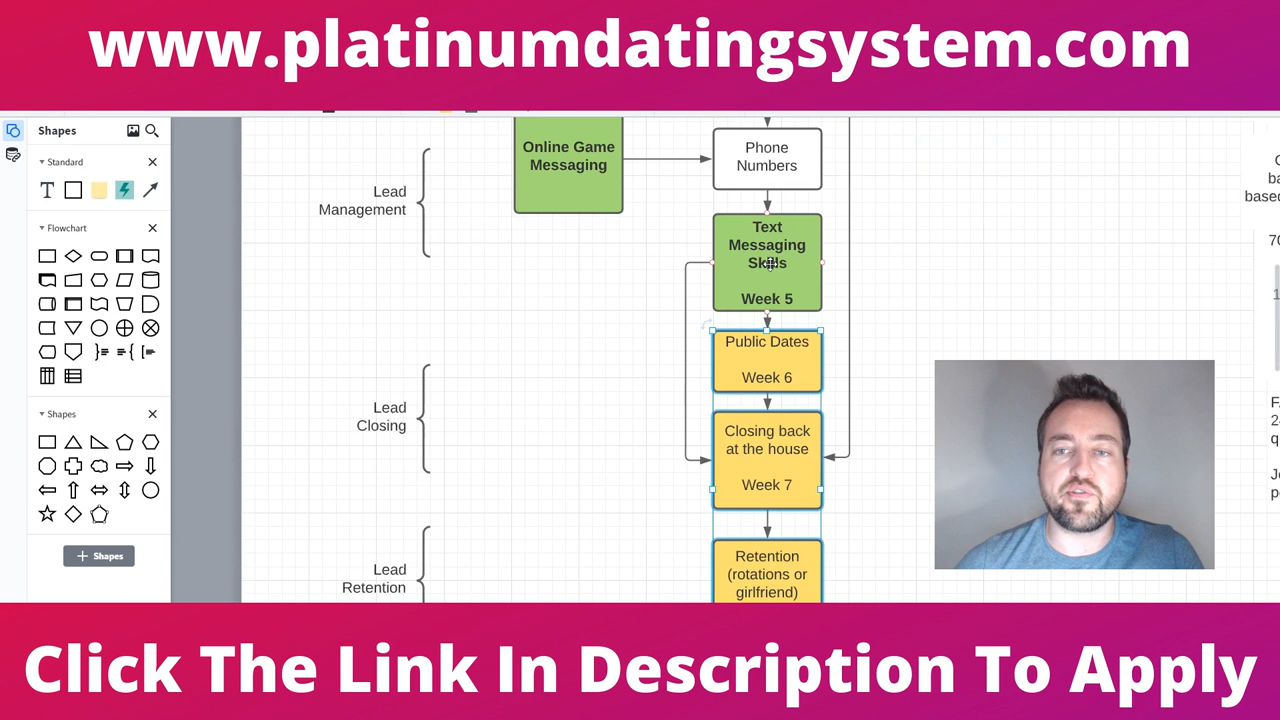 www.platinumdatingsystem.com
Shapes
Standard
T
Flowchart
Shapes
Shapes
Lead
Management
Lead
Closing
Lead
Retention
Online Game
Messaging
Phone
Numbers
Text
Messaging
Skills
Week 5
Public Dates
Week 6
Closing back
at the house
Week 7
Retention
(rotations or
girlfriend)
based
70
Click The Link In Description To Apply